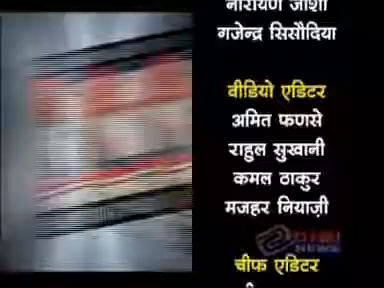 नारायण जोशी
गजेन्द्र सिसौदिया
वीडियो एडिटर
अमित फणसे
राहुल सुखानी
कमल ठाकुर
मजहर नियाज़ी
चीफ एडिटर